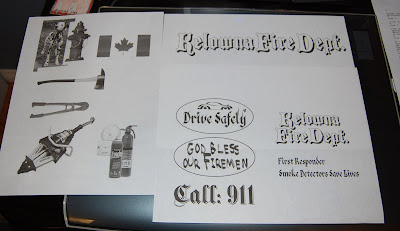 Kelowna Fire Dept.
Drive Safely
God Bless
our Firemen
Kelowna
Fire Dept.
First Responder
Smoke Detectors Save Lives
Call: 911